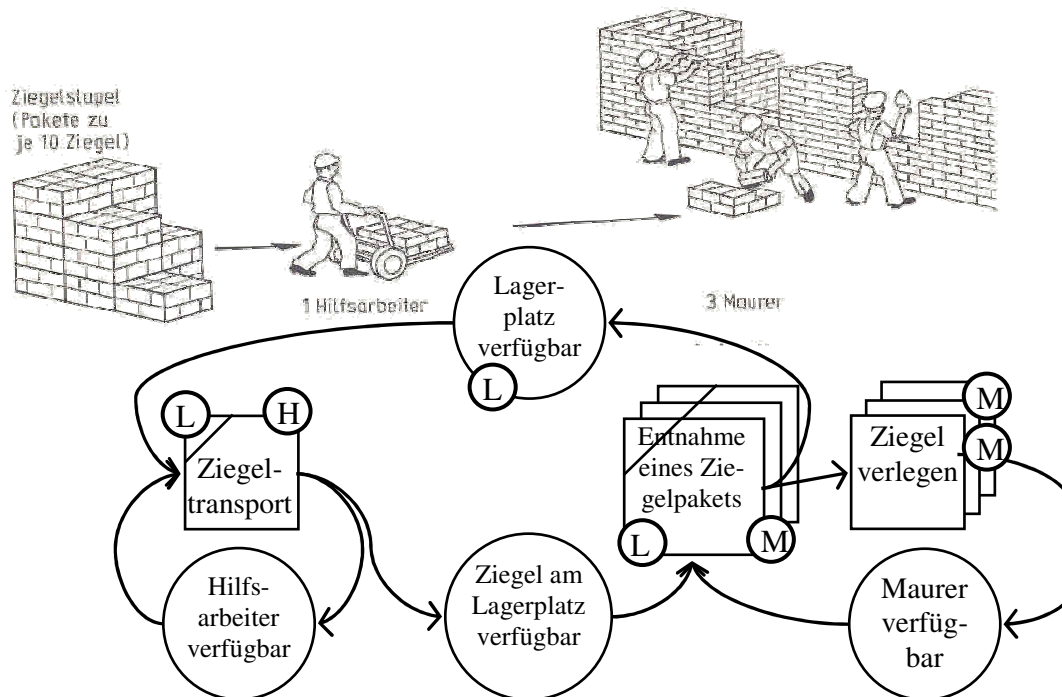 Ziegelstapel
(Pakete zu
je 10 Ziegel)
1 Hilfsarbeiter
3 Maurer
Lager-
platz
verfügbar
L
L
H
Ziegel-
transport
Entnahme
eines Zie-
gelpakets
L
M
Ziegel
verlegen
M
M
Hilfs-
arbeiter
verfügbar
Ziegel am
Lagerplatz
verfügbar
Maurer
verfüg-
bar